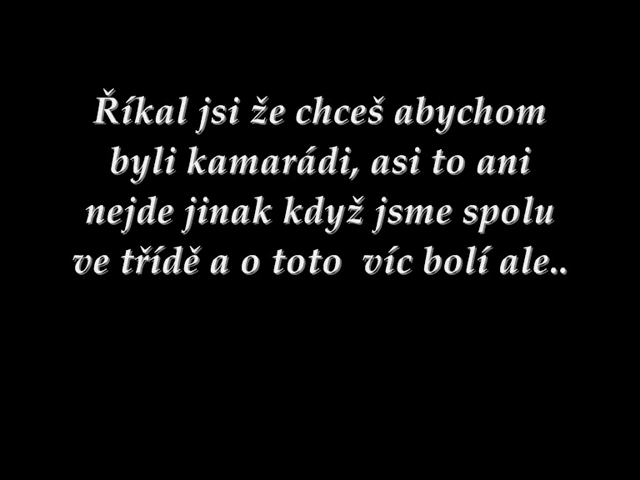 Říkal jsi že chceš abychom
byli kamarádi, asi to ani
nejde jinak když jsme spolu
ve třídě a o toto víc bolí ale..